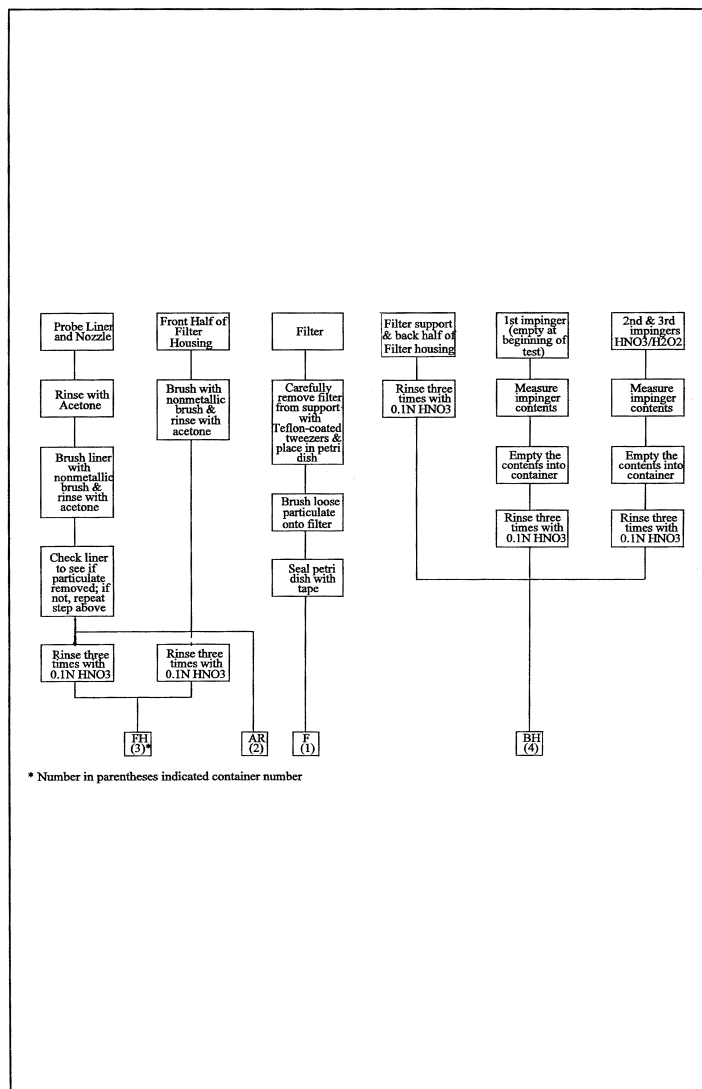 Probe Liner
and Nozzle
Rinse with
Acetone
Brush liner
with
nonmetallic
brush &
rinse with
acetone
Check liner
to see if
particulate
removed; if
not, repeat
step above
Rinse three
times with
0.1N HNO3
Front Half of
Filter
Housing
Brush with
nonmetallic
brush &
rinse with
acetone
Rinse three
times with
0.1N HNO3
FH
(3)*
AR
(2)
Filter
Carefully
remove filter
from support
with
Teflon-coated
tweezers &
place in petri
dish
Brush loose
particulate
onto filter
Seal petri
dish with
tape
F
(1)
Filter support
& back half of
Filter housing
Rinse three
times with
0.1N HNO3
1st impinger
(empty at
beginning of
test)
Measure
impinger
contents
Empty the
contents into
container
Rinse three
times with
0.1N HNO3
2nd & 3rd
impingers
HNO3/H2O2
Measure
impinger
contents
Empty the
contents into
container
Rinse three
times with
0.1N HNO3
BH
(4)
* Number in parentheses indicated container number